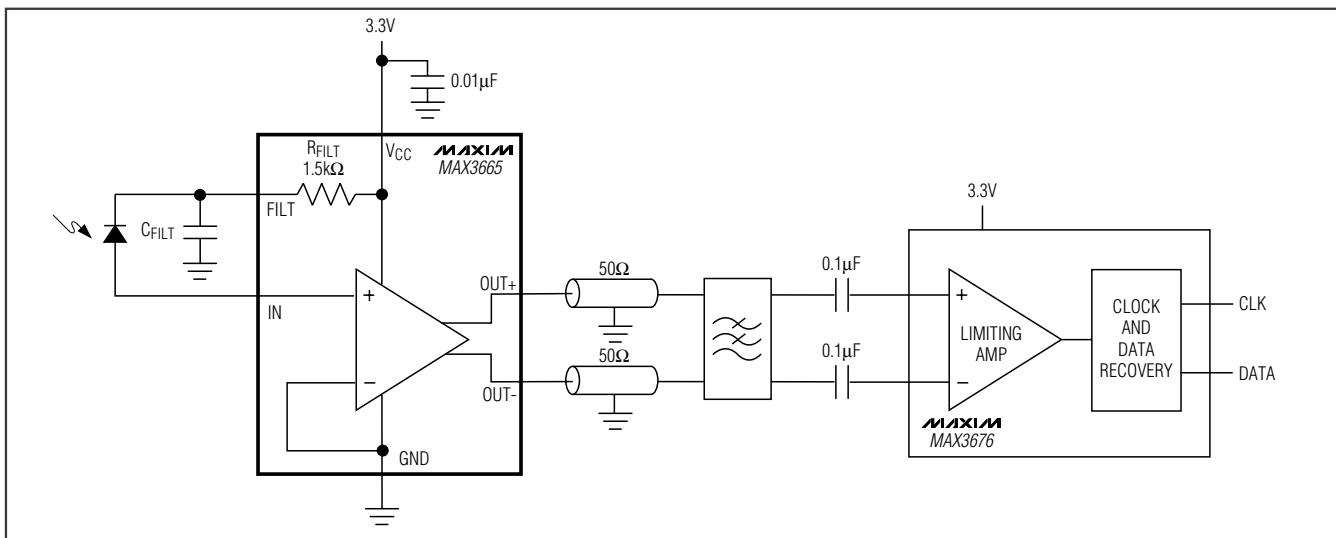 3.3V
0.01µF
RFILT
1.5kΩ
VCC
MAXIM
MAX3665
FILT
CFILT
IN
+
−
OUT+
OUT-
GND
50Ω
50Ω
0.1µF
0.1µF
3.3V
+
−
LIMITING
AMP
CLOCK
AND
DATA
RECOVERY
CLK
DATA
MAXIM
MAX3676